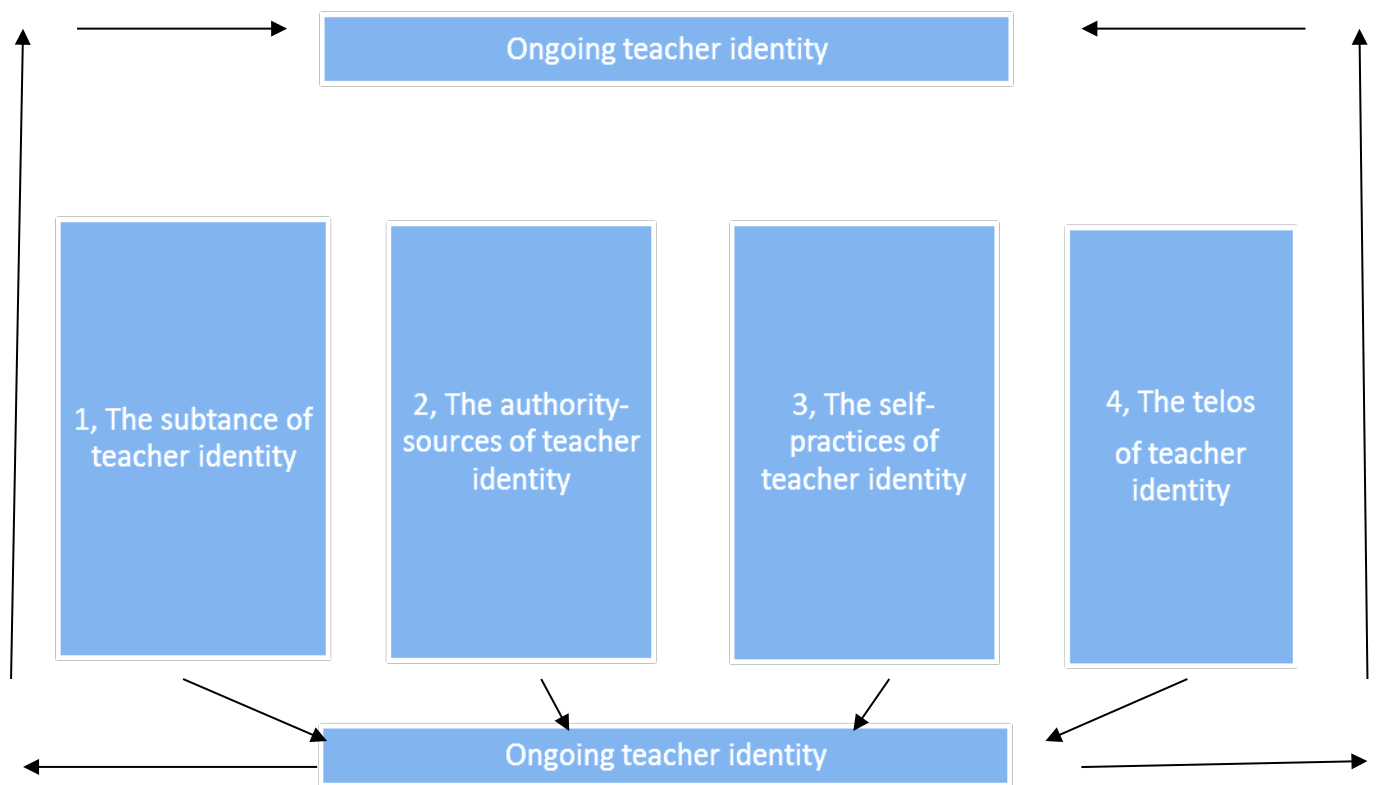 Ongoing teacher identity
1, The subtance of
teacher identity
2, The authority-
sources of teacher
identity
3, The self-
practices of
teacher identity
4, The telos
of teacher
identity
Ongoing teacher identity